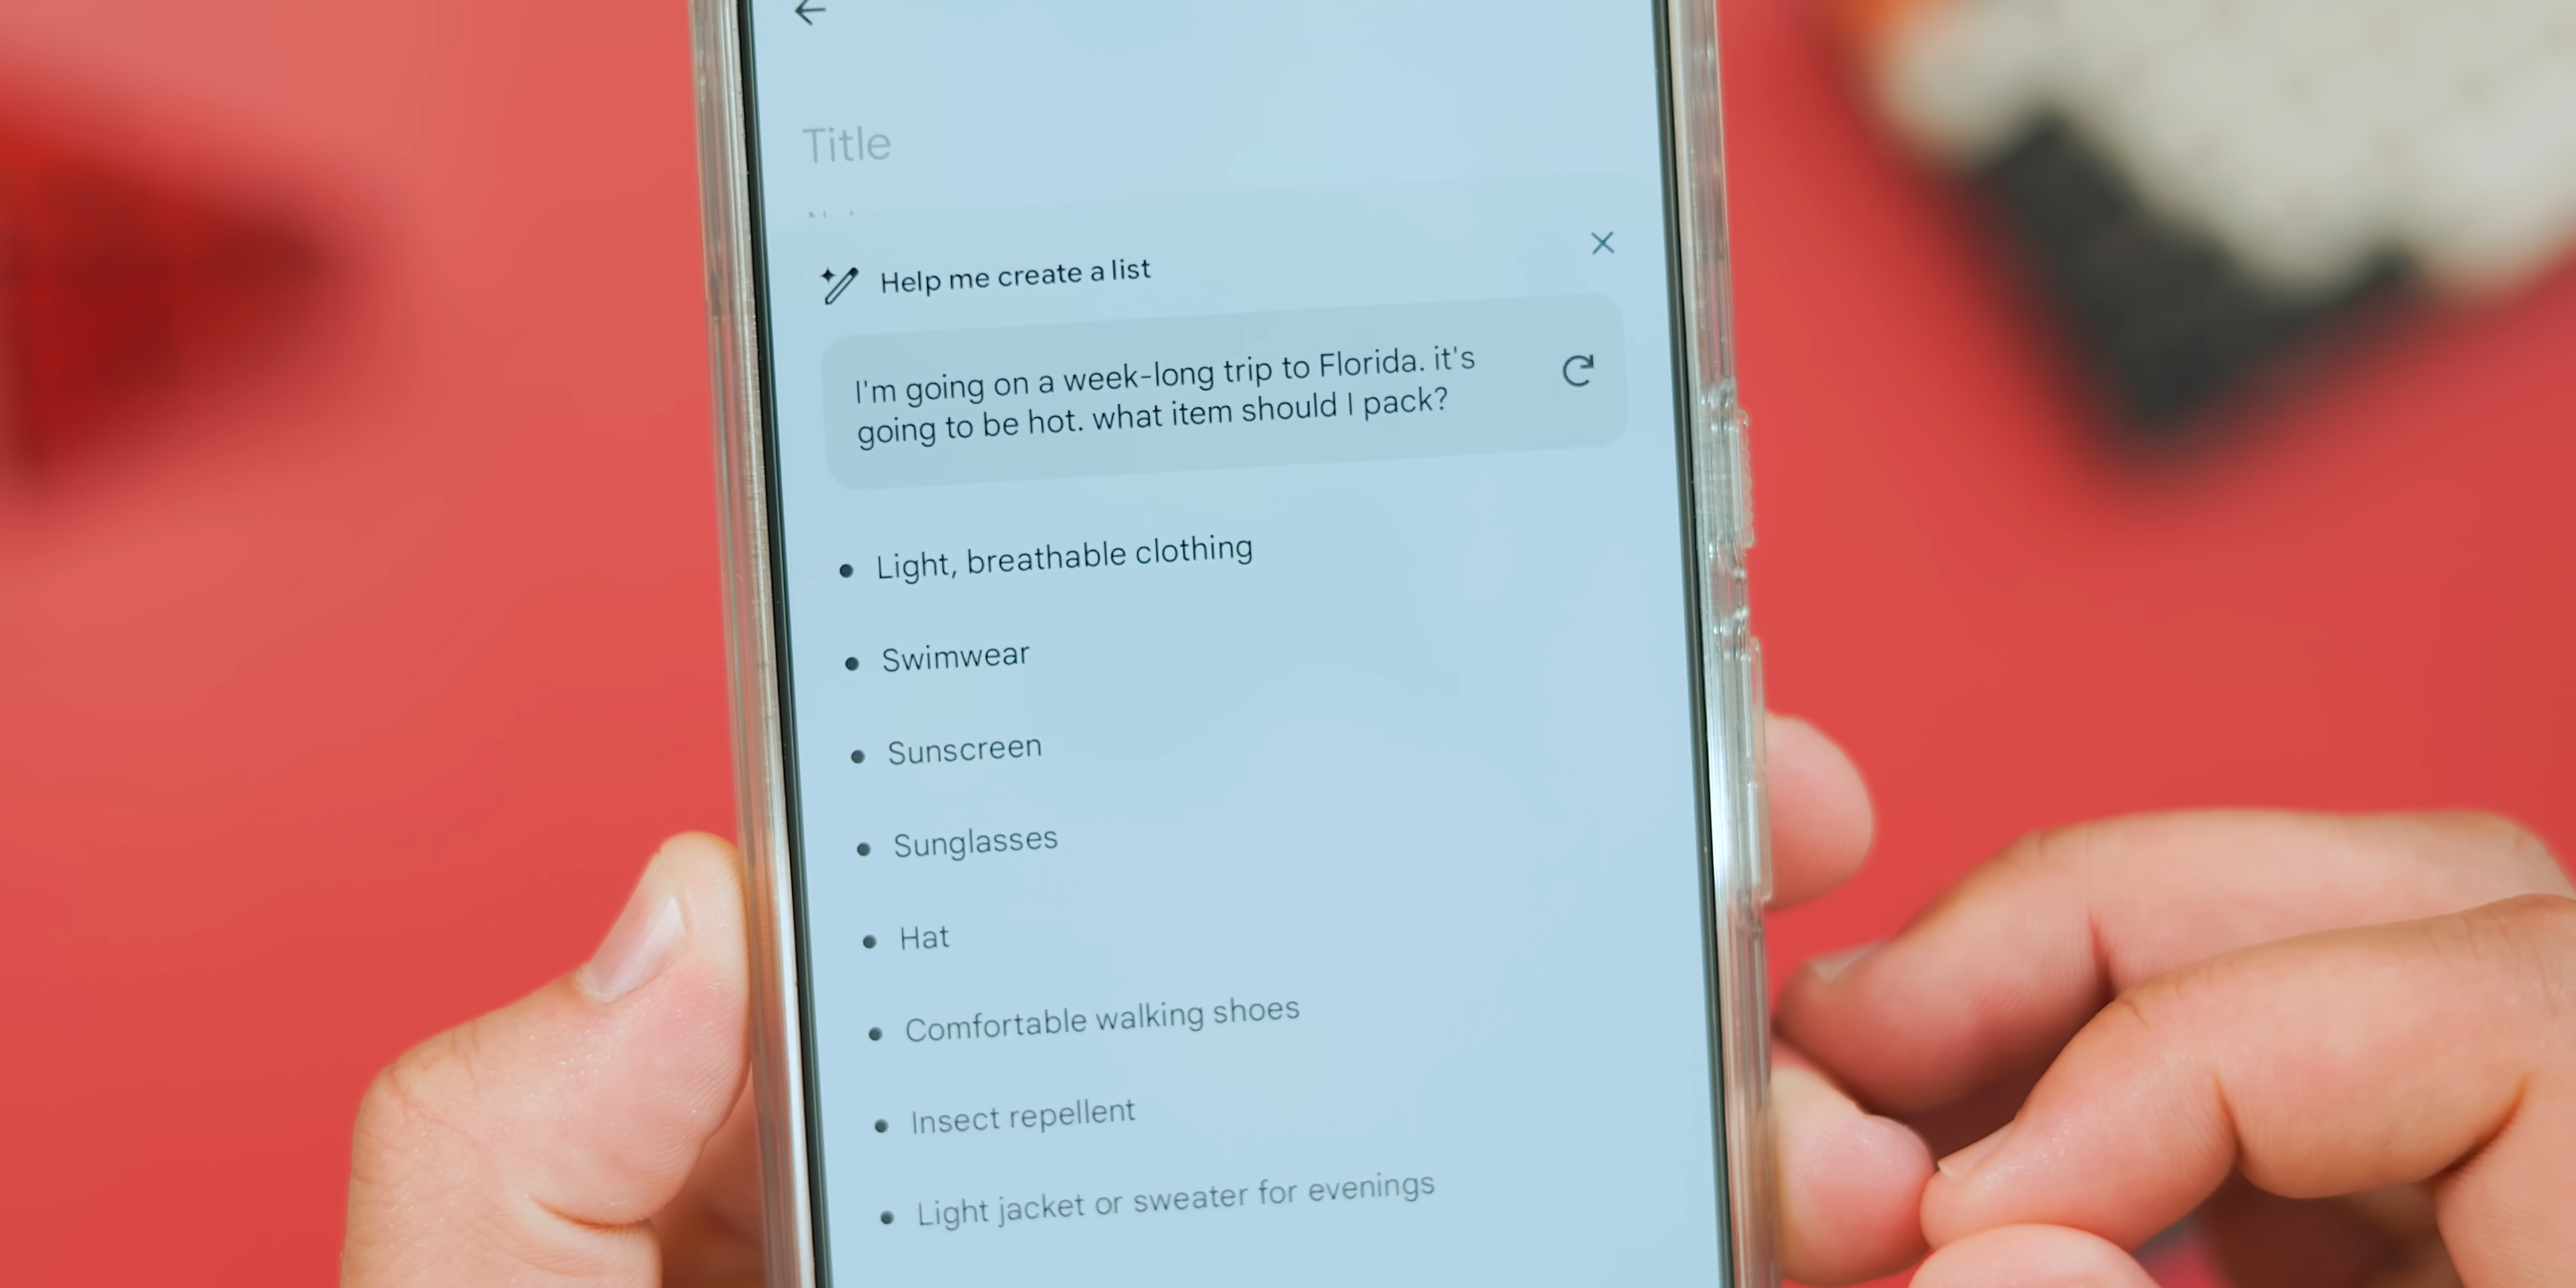 Title
Help me create a list
I'm going on a week-long trip to Florida. it's
going to be hot. what item should I pack?
Light, breathable clothing
Swimwear
Sunscreen
Sunglasses
Hat
Comfortable walking shoes
Insect repellent
Light jacket or sweater for evenings